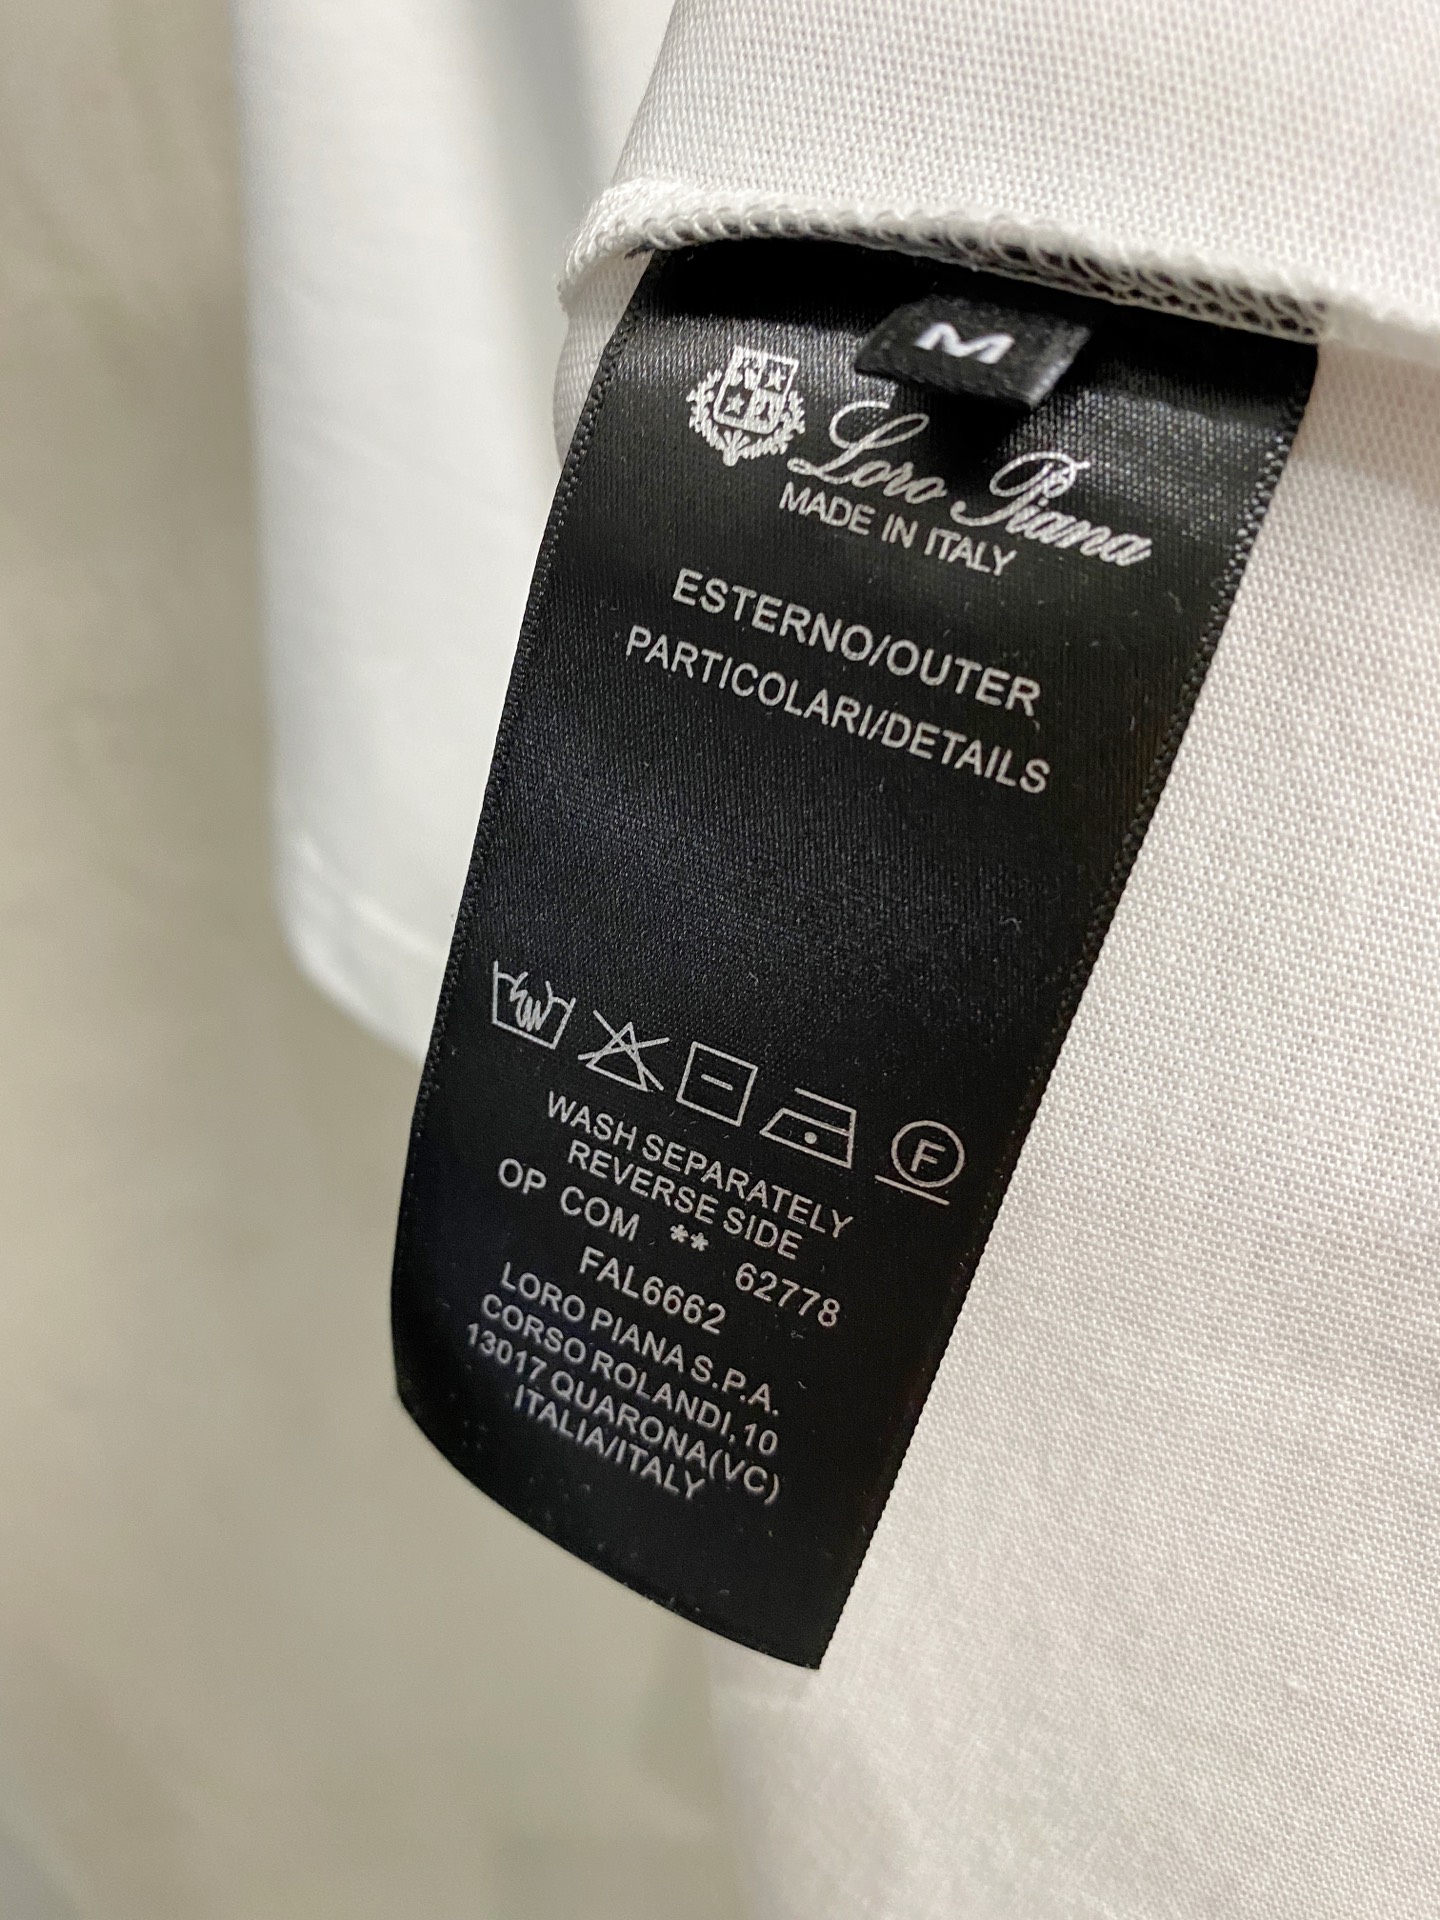 M
Loro Piana
MADE IN ITALY
ESTERNO/OUTER
PARTICOLARI/DETAILS
F
WASH SEPARATELY
REVERSE SIDE
OP COM ** 62778
FAL6662
LORO PIANA S.P.A.
CORSO ROLANDI, 10
13017 QUARONA(VC)
ITALIA/ITALY